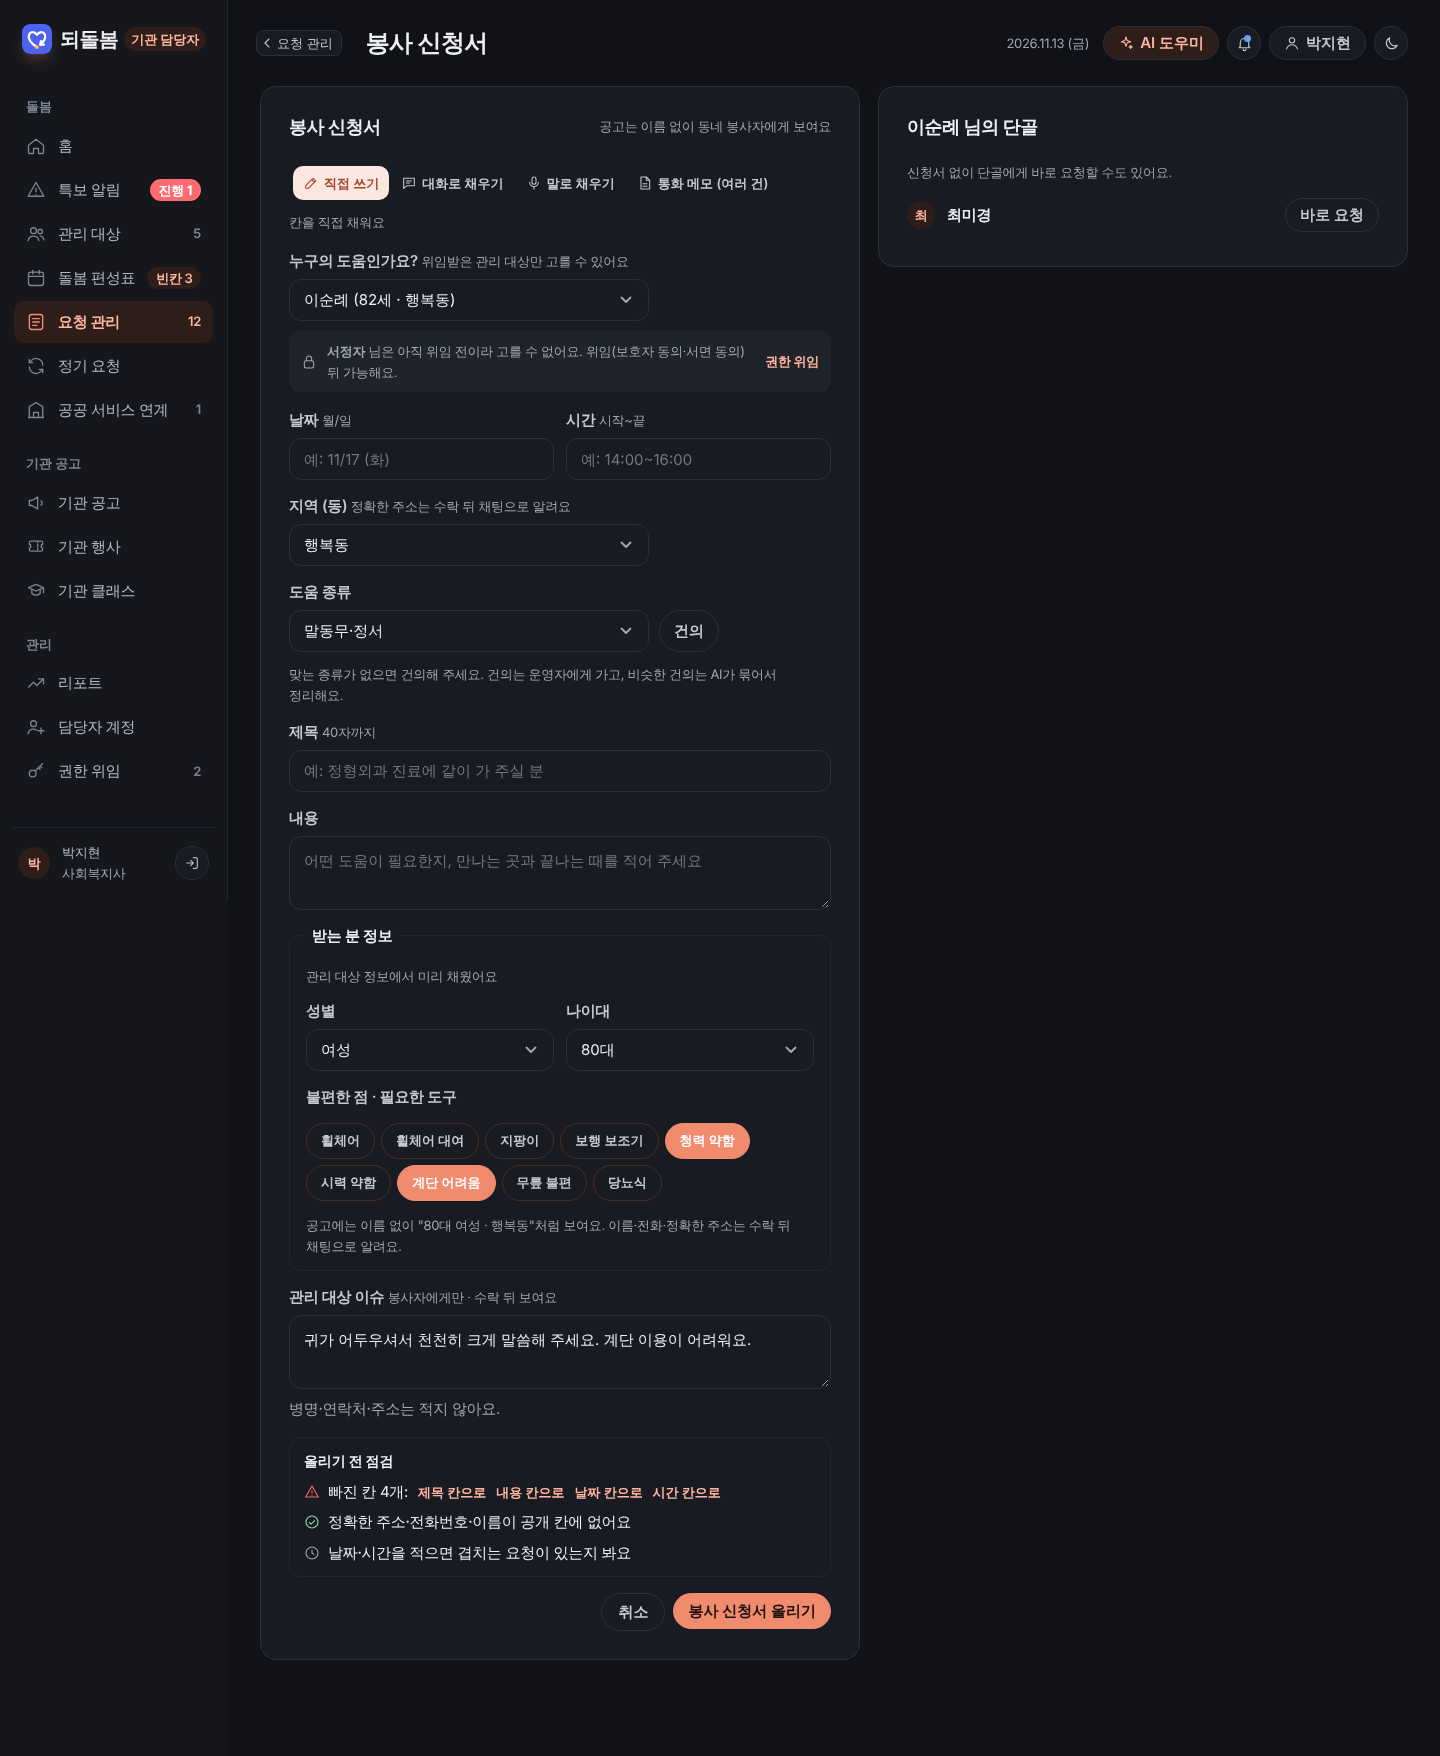 되돌봄 기관 담당자
돌봄
홈
특보 알림 진행 1
관리 대상 5
돌봄 편성표 빈칸 3
요청 관리 12
정기 요청
공공 서비스 연계 1
기관 공고
기관 공고
기관 행사
기관 클래스
관리
리포트
담당자 계정
권한 위임 2
박 박지현
사회복지사
요청 관리 봉사 신청서
2026.11.13 (금) AI 도우미 박지현
봉사 신청서 공고는 이름 없이 동네 봉사자에게 보여요
직접 쓰기 대화로 채우기 말로 채우기 통화 메모 (여러 건)
칸을 직접 채워요
누구의 도움인가요? 위임받은 관리 대상만 고를 수 있어요
이순례 (82세 · 행복동)
서정자 님은 아직 위임 전이라 고를 수 없어요. 위임(보호자 동의·서면 동의)
뒤 가능해요.
권한 위임
날짜 월/일 시간 시작~끝
예: 11/17 (화) 예: 14:00~16:00
지역 (동) 정확한 주소는 수락 뒤 채팅으로 알려요
행복동
도움 종류
말동무·정서 건의
맞는 종류가 없으면 건의해 주세요. 건의는 운영자에게 가고, 비슷한 건의는 AI가 묶어서
정리해요.
제목 40자까지
예: 정형외과 진료에 같이 가 주실 분
내용
어떤 도움이 필요한지, 만나는 곳과 끝나는 때를 적어 주세요
받는 분 정보
관리 대상 정보에서 미리 채웠어요
성별 나이대
여성 80대
불편한 점 · 필요한 도구
휠체어 휠체어 대여 지팡이 보행 보조기 청력 약함
시력 약함 계단 어려움 무릎 불편 당뇨식
공고에는 이름 없이 "80대 여성 · 행복동"처럼 보여요. 이름·전화·정확한 주소는 수락 뒤
채팅으로 알려요.
관리 대상 이슈 봉사자에게만 · 수락 뒤 보여요
귀가 어두우셔서 천천히 크게 말씀해 주세요. 계단 이용이 어려워요.
병명·연락처·주소는 적지 않아요.
올리기 전 점검
빠진 칸 4개: 제목 칸으로 내용 칸으로 날짜 칸으로 시간 칸으로
정확한 주소·전화번호·이름이 공개 칸에 없어요
날짜·시간을 적으면 겹치는 요청이 있는지 봐요
취소 봉사 신청서 올리기
이순례 님의 단골
신청서 없이 단골에게 바로 요청할 수도 있어요.
최 최미경 바로 요청